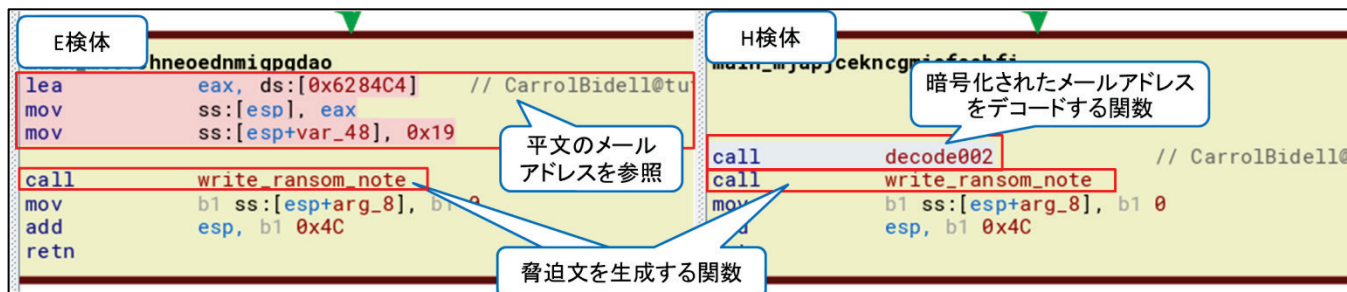 E検体
hneoednmiqpqdao
lea eax, ds:[0x6284C4] // CarrolBidell@tu
mov ss:[esp], eax
mov ss:[esp+var_48], 0x19
平文のメール
アドレスを参照
call write_ransom_note
mov b1 ss:[esp+arg_8], b1 0
add esp, b1 0x4C
retn
脅迫文を生成する関数
H検体
暗号化されたメールアドレス
をデコードする関数
call decode002 // CarrolBidell@
call write_ransom_note
mov b1 ss:[esp+arg_8], b1 0
esp, b1 0x4C